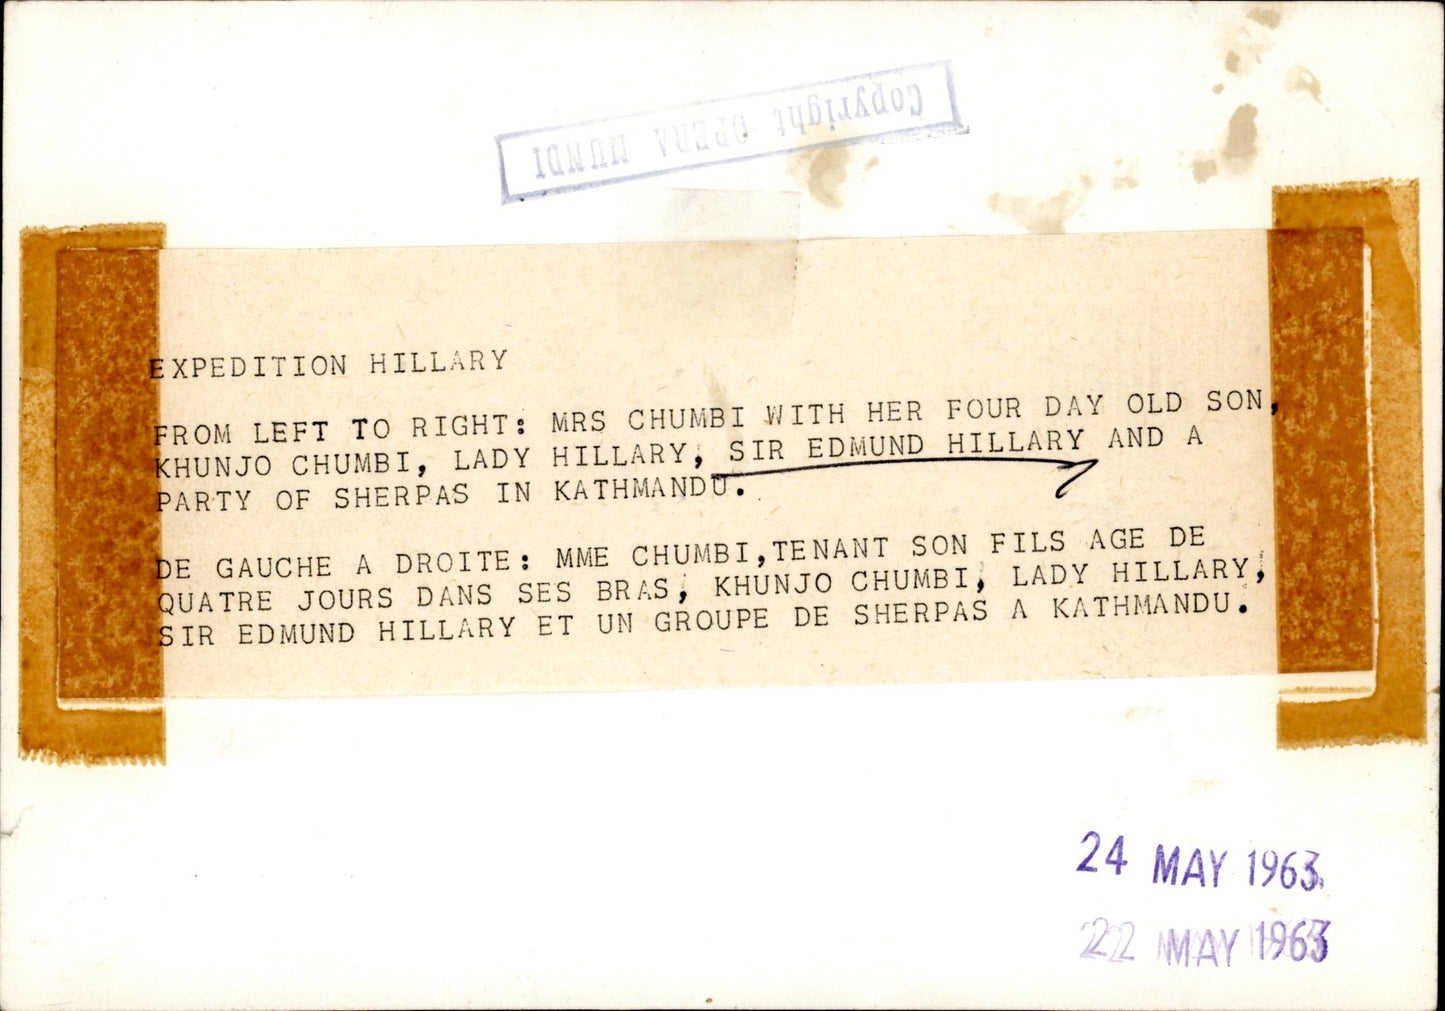 Copyright OPERA MUNDI
EXPEDITION HILLARY
FROM LEFT TO RIGHT: MRS CHUMBI WITH HER FOUR DAY OLD SON,
KHUNJO CHUMBI, LADY HILLARY, SIR EDMUND HILLARY AND A
PARTY OF SHERPAS IN KATHMANDU.
DE GAUCHE A DROITE: MME CHUMBI,TENANT SON FILS AGE DE
QUATRE JOURS DANS SES BRAS, KHUNJO CHUMBI, LADY HILLARY,
SIR EDMUND HILLARY ET UN GROUPE DE SHERPAS A KATHMANDU.
24 MAY 1963
22 MAY 1963